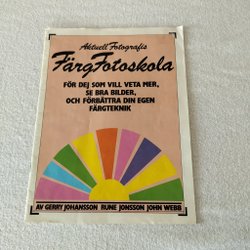 Aktuell Fotografis
FärgFotoskola
FÖR DEJ SOM VILL VETA MER,
SE BRA BILDER,
OCH FÖRBÄTTRA DIN EGEN
FÄRGTEKNIK
AV GERRY JOHANSSON RUNE JONSSON JOHN WEBB